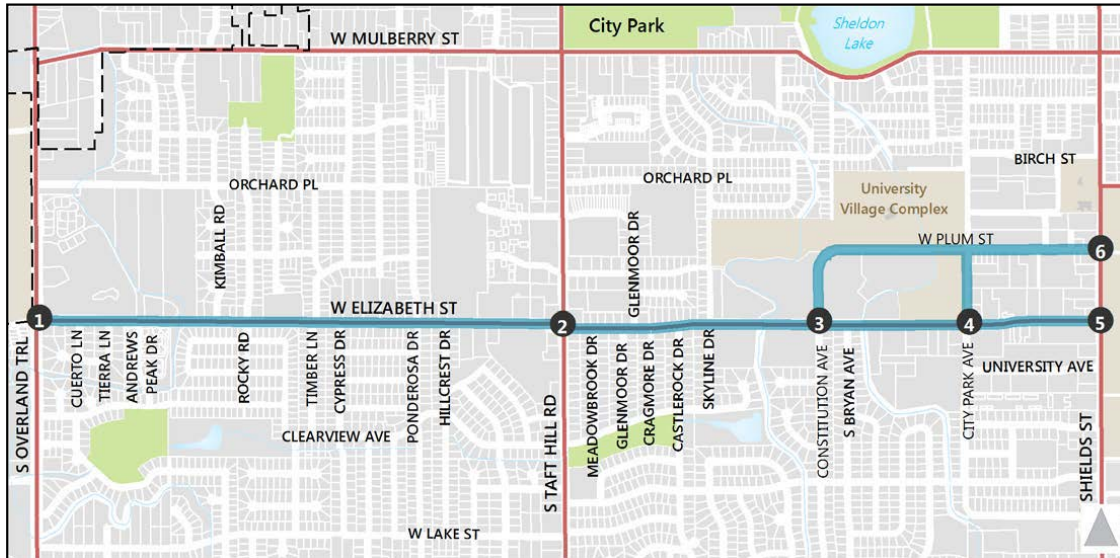 City Park
Sheldon
Lake
W MULBERRY ST
BIRCH ST
ORCHARD PL
ORCHARD PL
University
Village Complex
KIMBALL RD
GLENMOOR DR
W PLUM ST
6
W ELIZABETH ST
1
2
3
4
5
CUERTO LN
TIERRA LN
ANDREWS
PEAK DR
ROCKY RD
TIMBER LN
CYPRESS DR
PONDEROSA DR
HILLCREST DR
MEADOWBROOK DR
GLENMOOR DR
CRAGMORE DR
CASTLEROCK DR
SKYLINE DR
CONSTITUTION AVE
S BRYAN AVE
CITY PARK AVE
UNIVERSITY AVE
S OVERLAND TRL
CLEARVIEW AVE
S TAFT HILL RD
SHIELDS ST
W LAKE ST